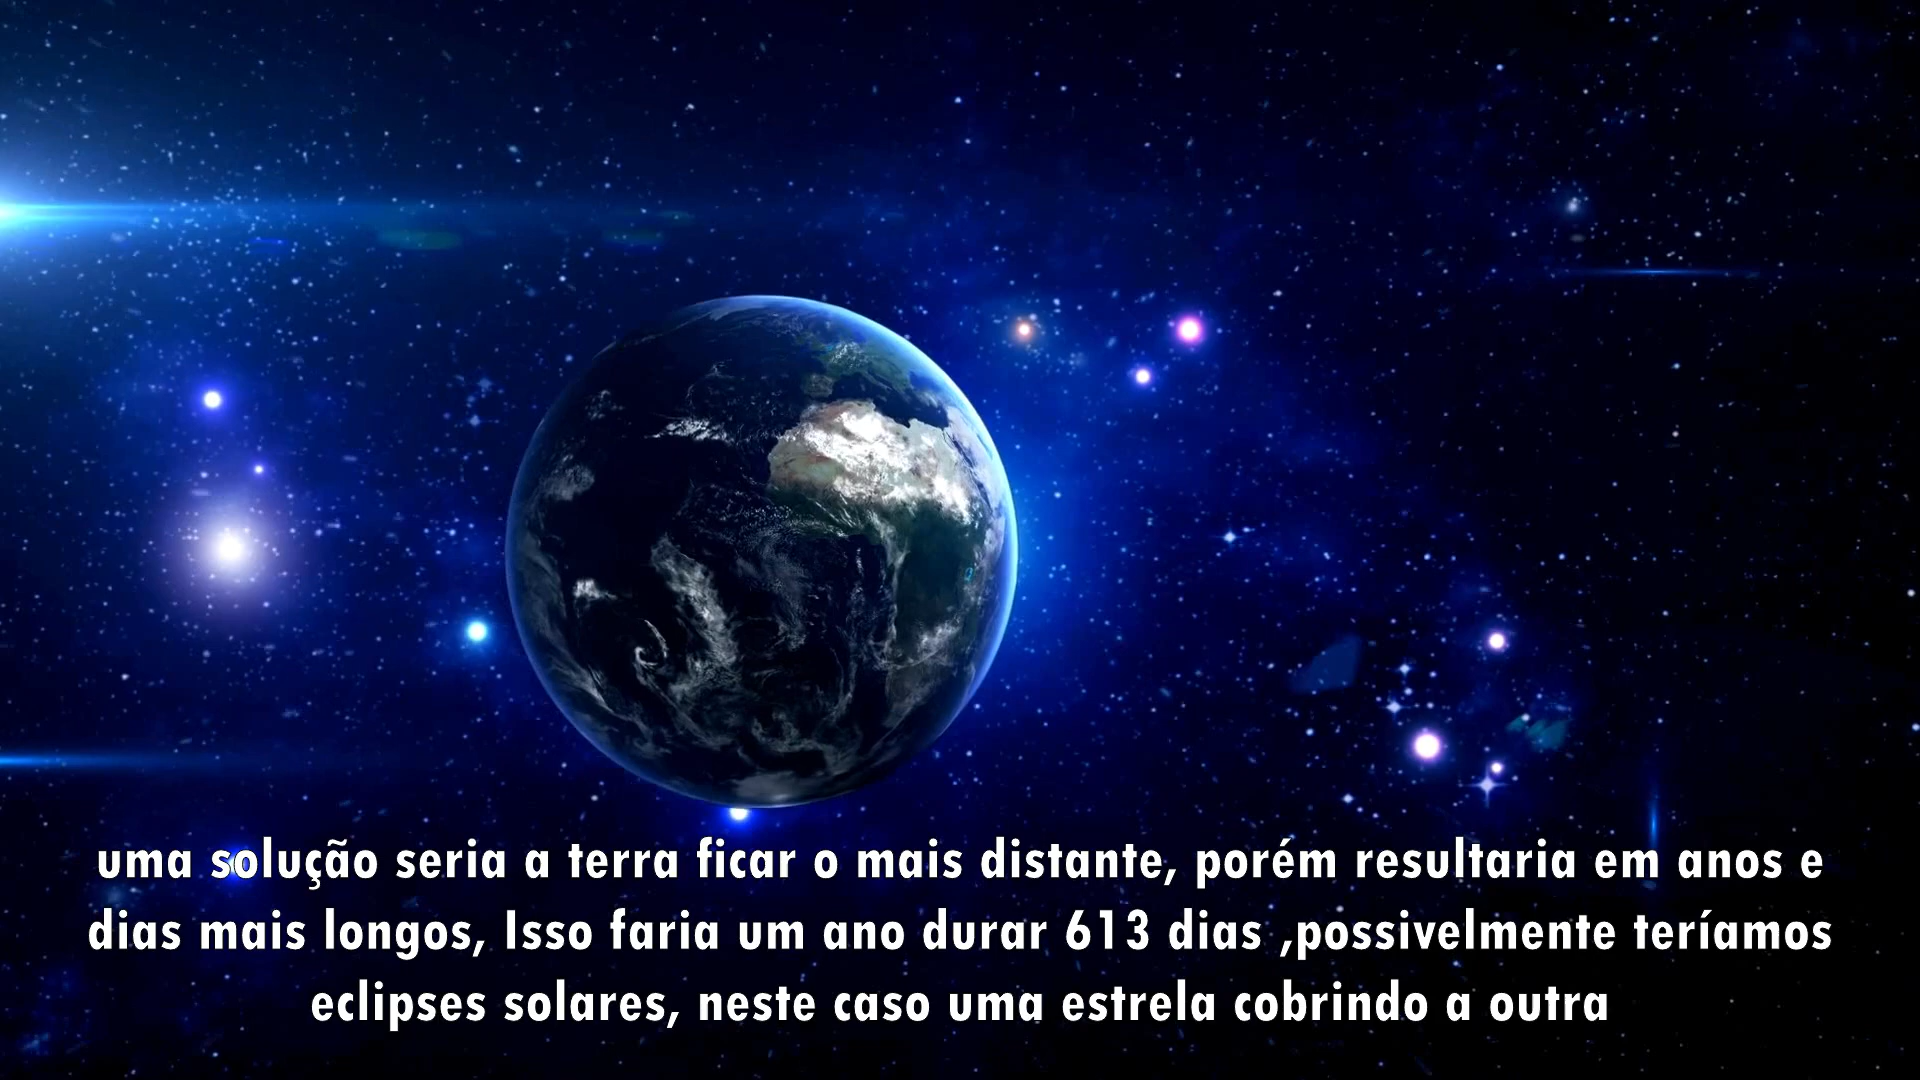 uma solução seria a terra ficar o mais distante, porém resultaria em anos e
dias mais longos, Isso faria um ano durar 613 dias ,possivelmente teríamos
eclipses solares, neste caso uma estrela cobrindo a outra